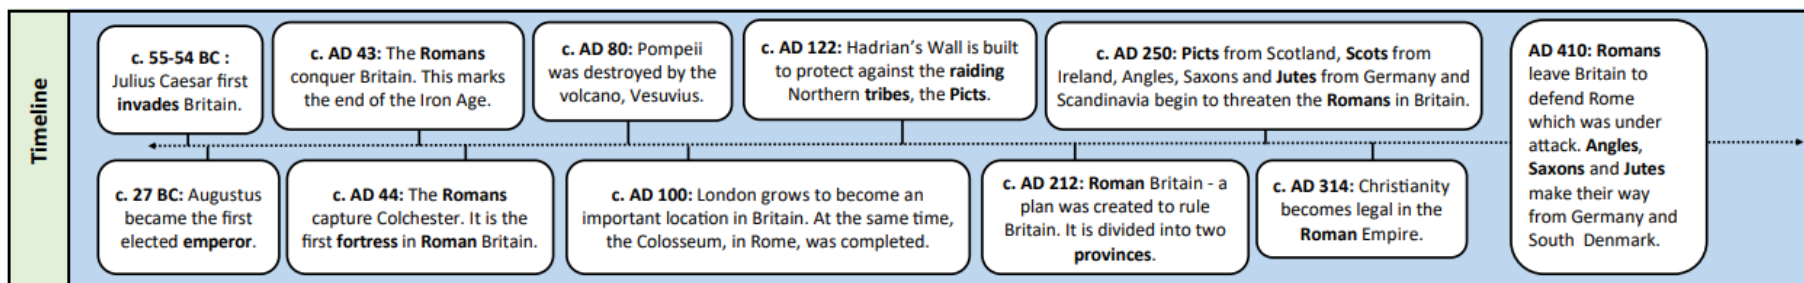 Timeline
c. 55-54 BC :
Julius Caesar first
invades Britain.
c. AD 43: The Romans
conquer Britain. This marks
the end of the Iron Age.
c. AD 80: Pompeii
was destroyed by the
volcano, Vesuvius.
c. AD 122: Hadrian’s Wall is built
to protect against the raiding
Northern tribes, the Picts.
c. AD 250: Picts from Scotland, Scots from
Ireland, Angles, Saxons and Jutes from Germany and
Scandinavia begin to threaten the Romans in Britain.
AD 410: Romans
leave Britain to
defend Rome
which was under
attack. Angles,
Saxons and Jutes
make their way
from Germany and
South  Denmark.
c. 27 BC: Augustus
became the first
elected emperor.
c. AD 44: The Romans
capture Colchester. It is the
first fortress in Roman Britain.
c. AD 100: London grows to become an
important location in Britain. At the same time,
the Colosseum, in Rome, was completed.
c. AD 212: Roman Britain - a
plan was created to rule
Britain. It is divided into two
provinces.
c. AD 314: Christianity
becomes legal in the
Roman Empire.